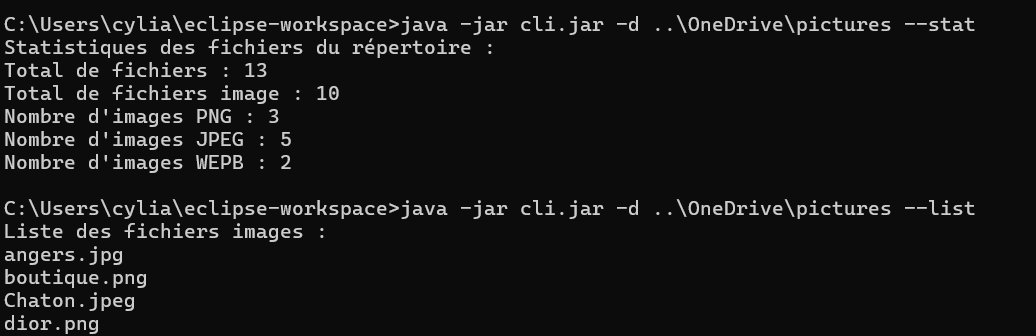 C:\Users\cylia\eclipse-workspace>java -jar cli.jar -d ..\OneDrive\pictures --stat
Statistiques des fichiers du répertoire :
Total de fichiers : 13
Total de fichiers image : 10
Nombre d'images PNG : 3
Nombre d'images JPEG : 5
Nombre d'images WEPB : 2
C:\Users\cylia\eclipse-workspace>java -jar cli.jar -d ..\OneDrive\pictures --list
Liste des fichiers images :
angers.jpg
boutique.png
Chaton.jpeg
dior.png